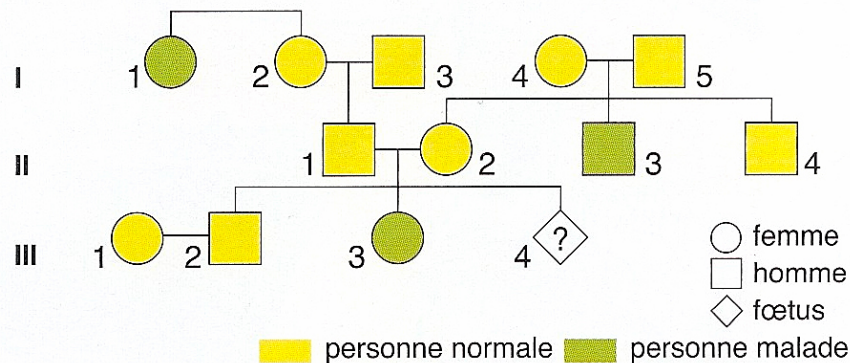 I 1 2 3 4 5
II 1 2 3 4
III 1 2 3 4 ?
femme
homme
fœtus
personne normale personne malade